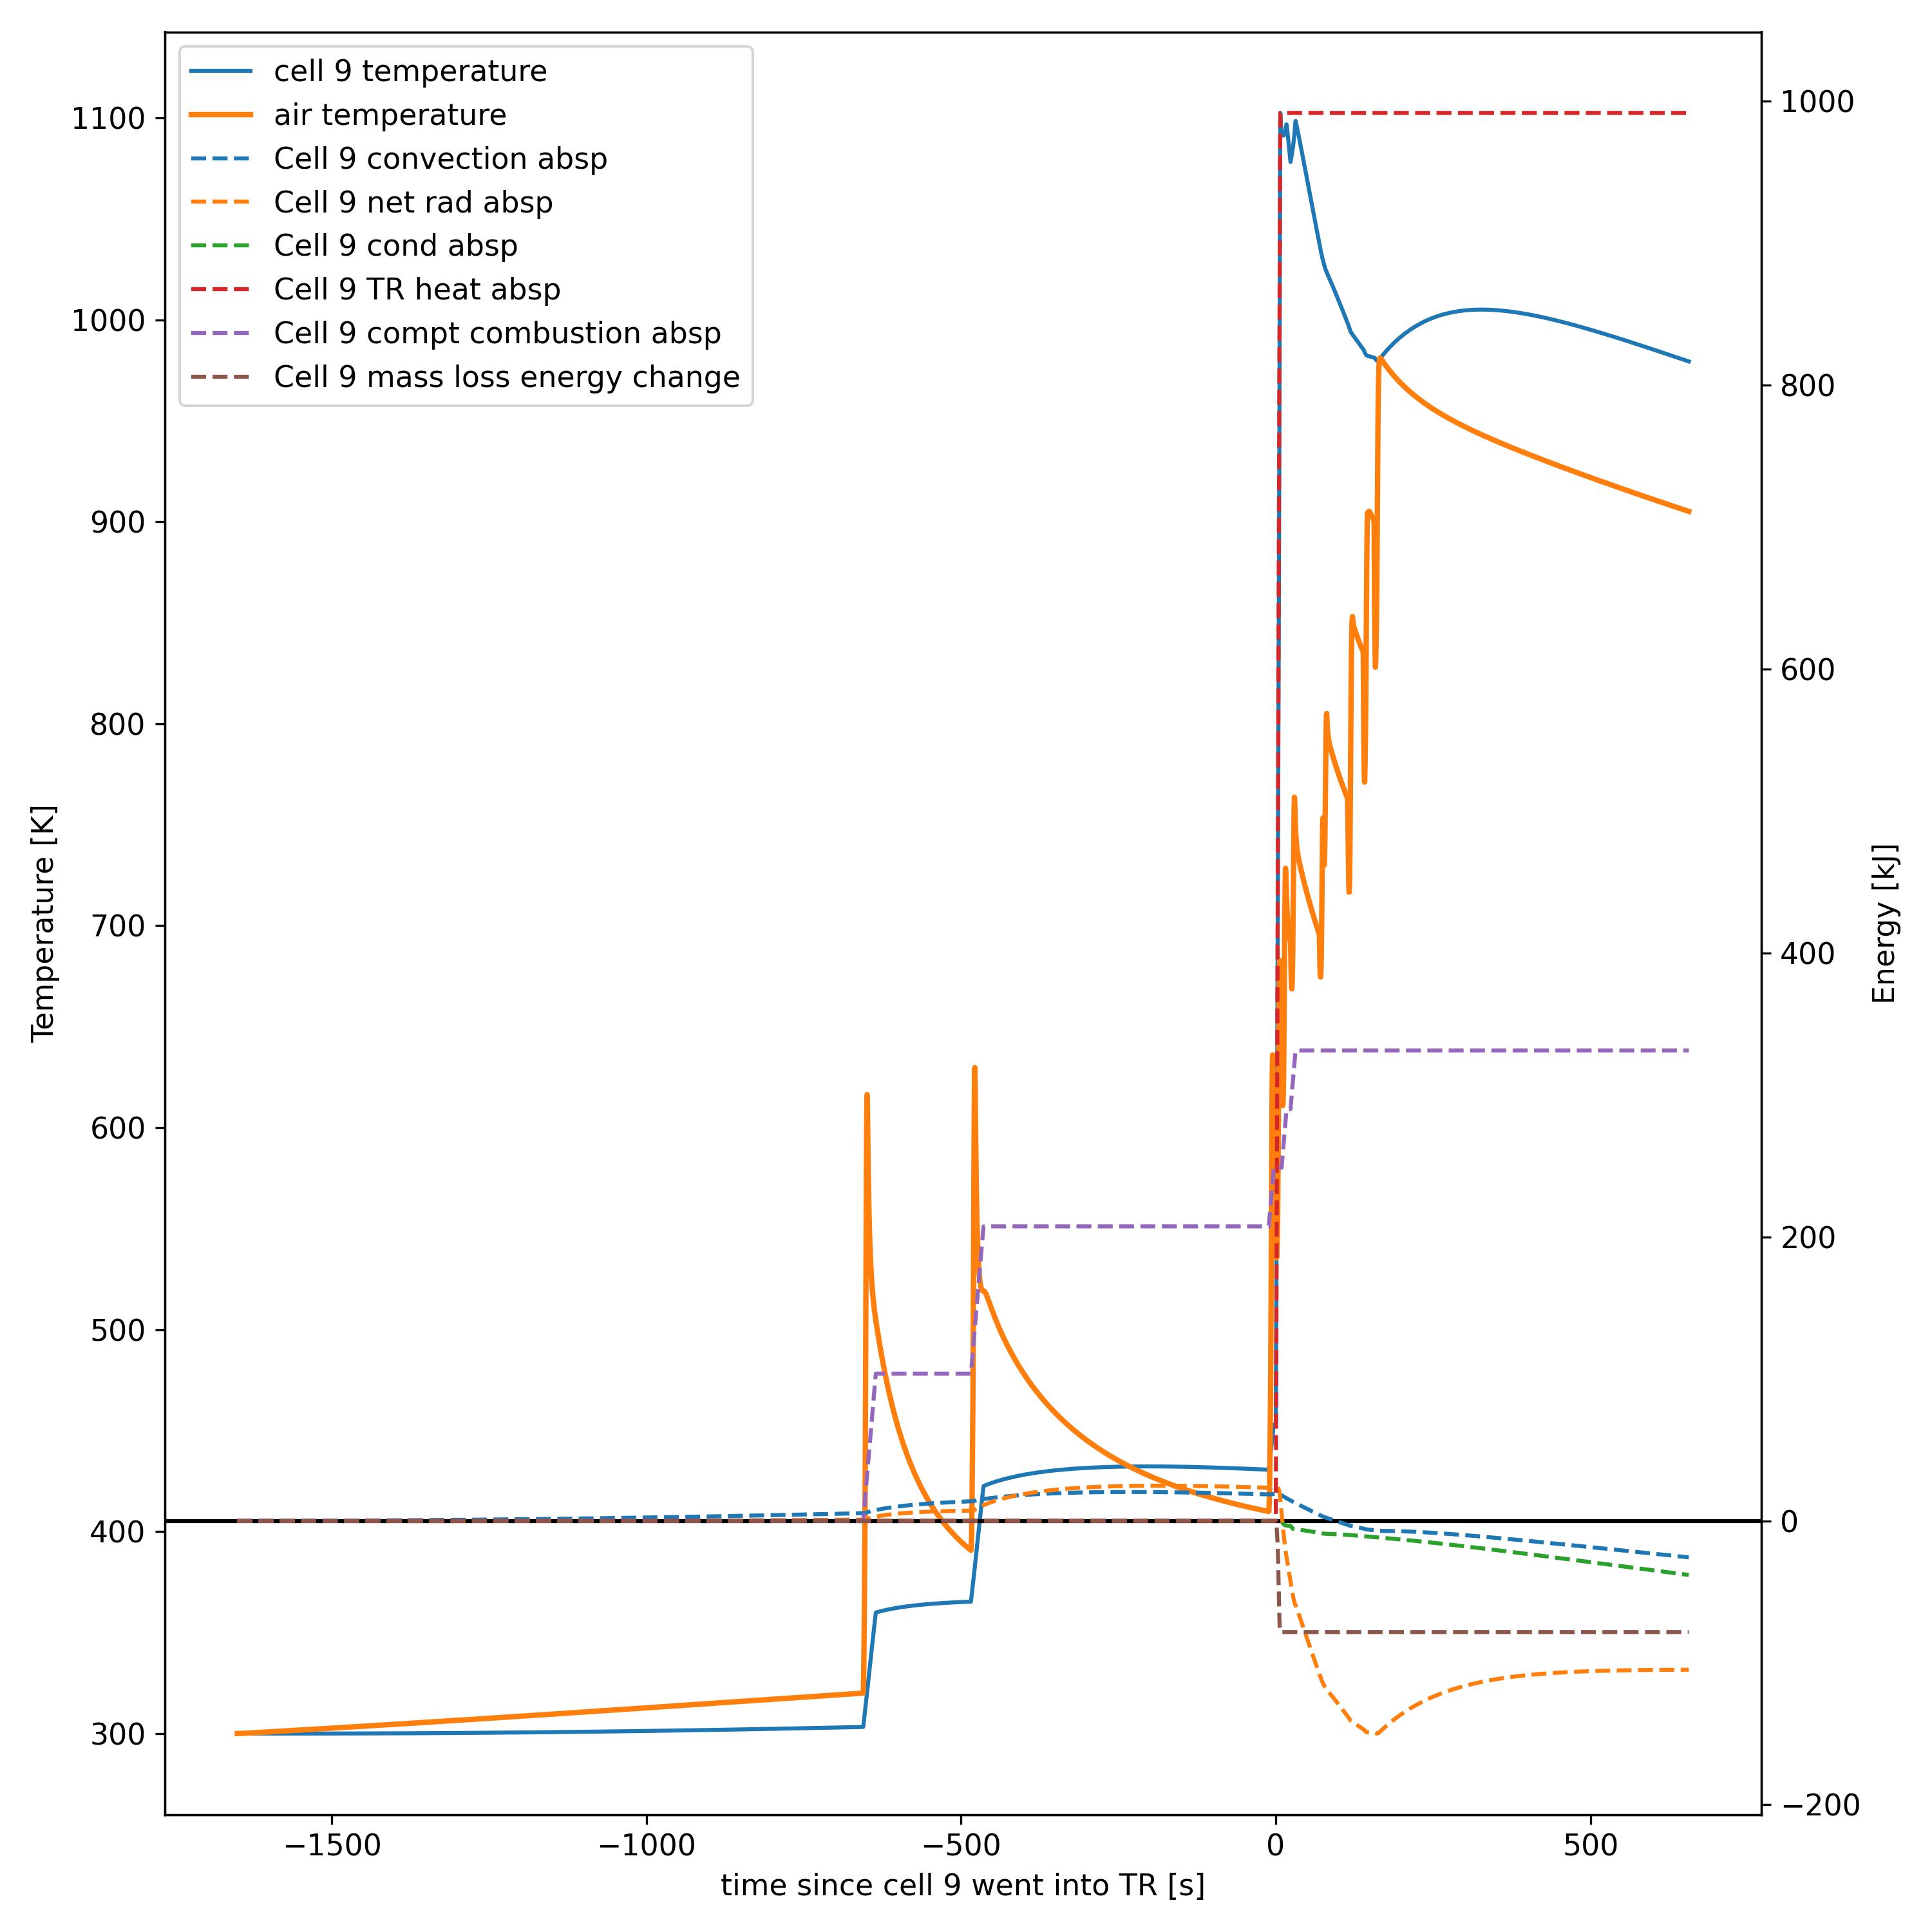 cell 9 temperature
air temperature
Cell 9 convection absp
Cell 9 net rad absp
Cell 9 cond absp
Cell 9 TR heat absp
Cell 9 compt combustion absp
Cell 9 mass loss energy change
1100
1000
900
800
700
600
500
400
300
Temperature [K]
1000
800
600
400
200
0
−200
Energy [kJ]
−1500
−1000
−500
0
500
time since cell 9 went into TR [s]